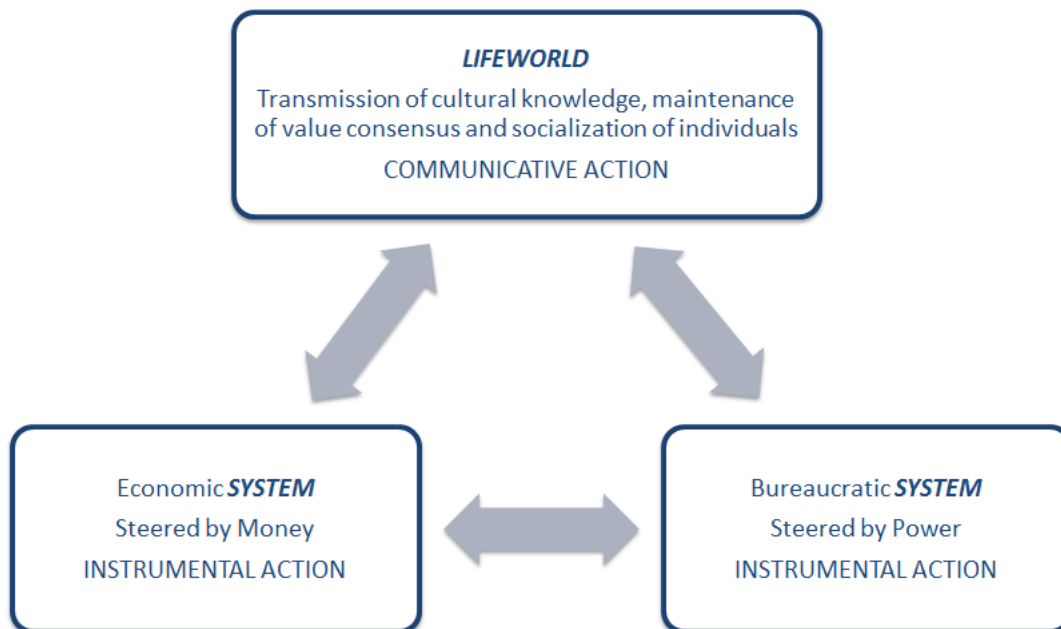 LIFEWORLD
Transmission of cultural knowledge, maintenance
of value consensus and socialization of individuals
COMMUNICATIVE ACTION
Economic SYSTEM
Steered by Money
INSTRUMENTAL ACTION
Bureaucratic SYSTEM
Steered by Power
INSTRUMENTAL ACTION